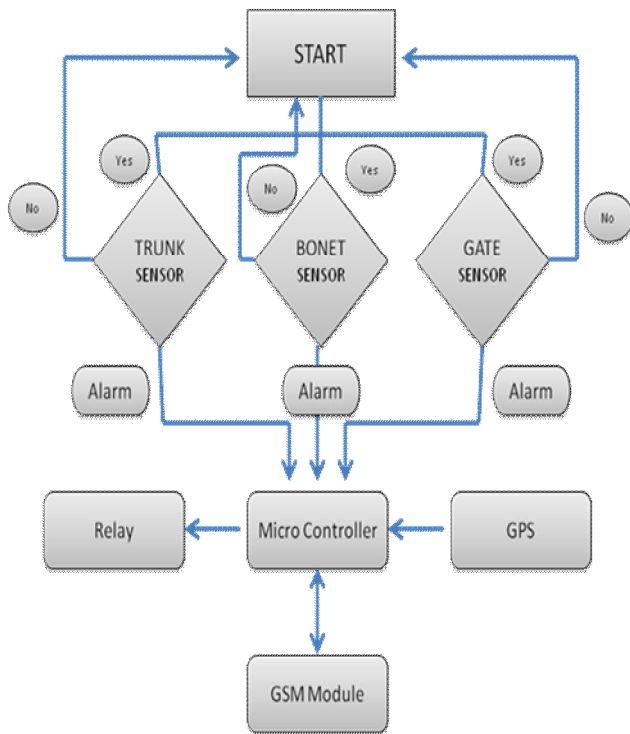 START
Yes
No
Yes
Yes
No
No
TRUNK
SENSOR
BONET
SENSOR
GATE
SENSOR
Alarm
Alarm
Alarm
Relay
Micro Controller
GPS
GSM Module